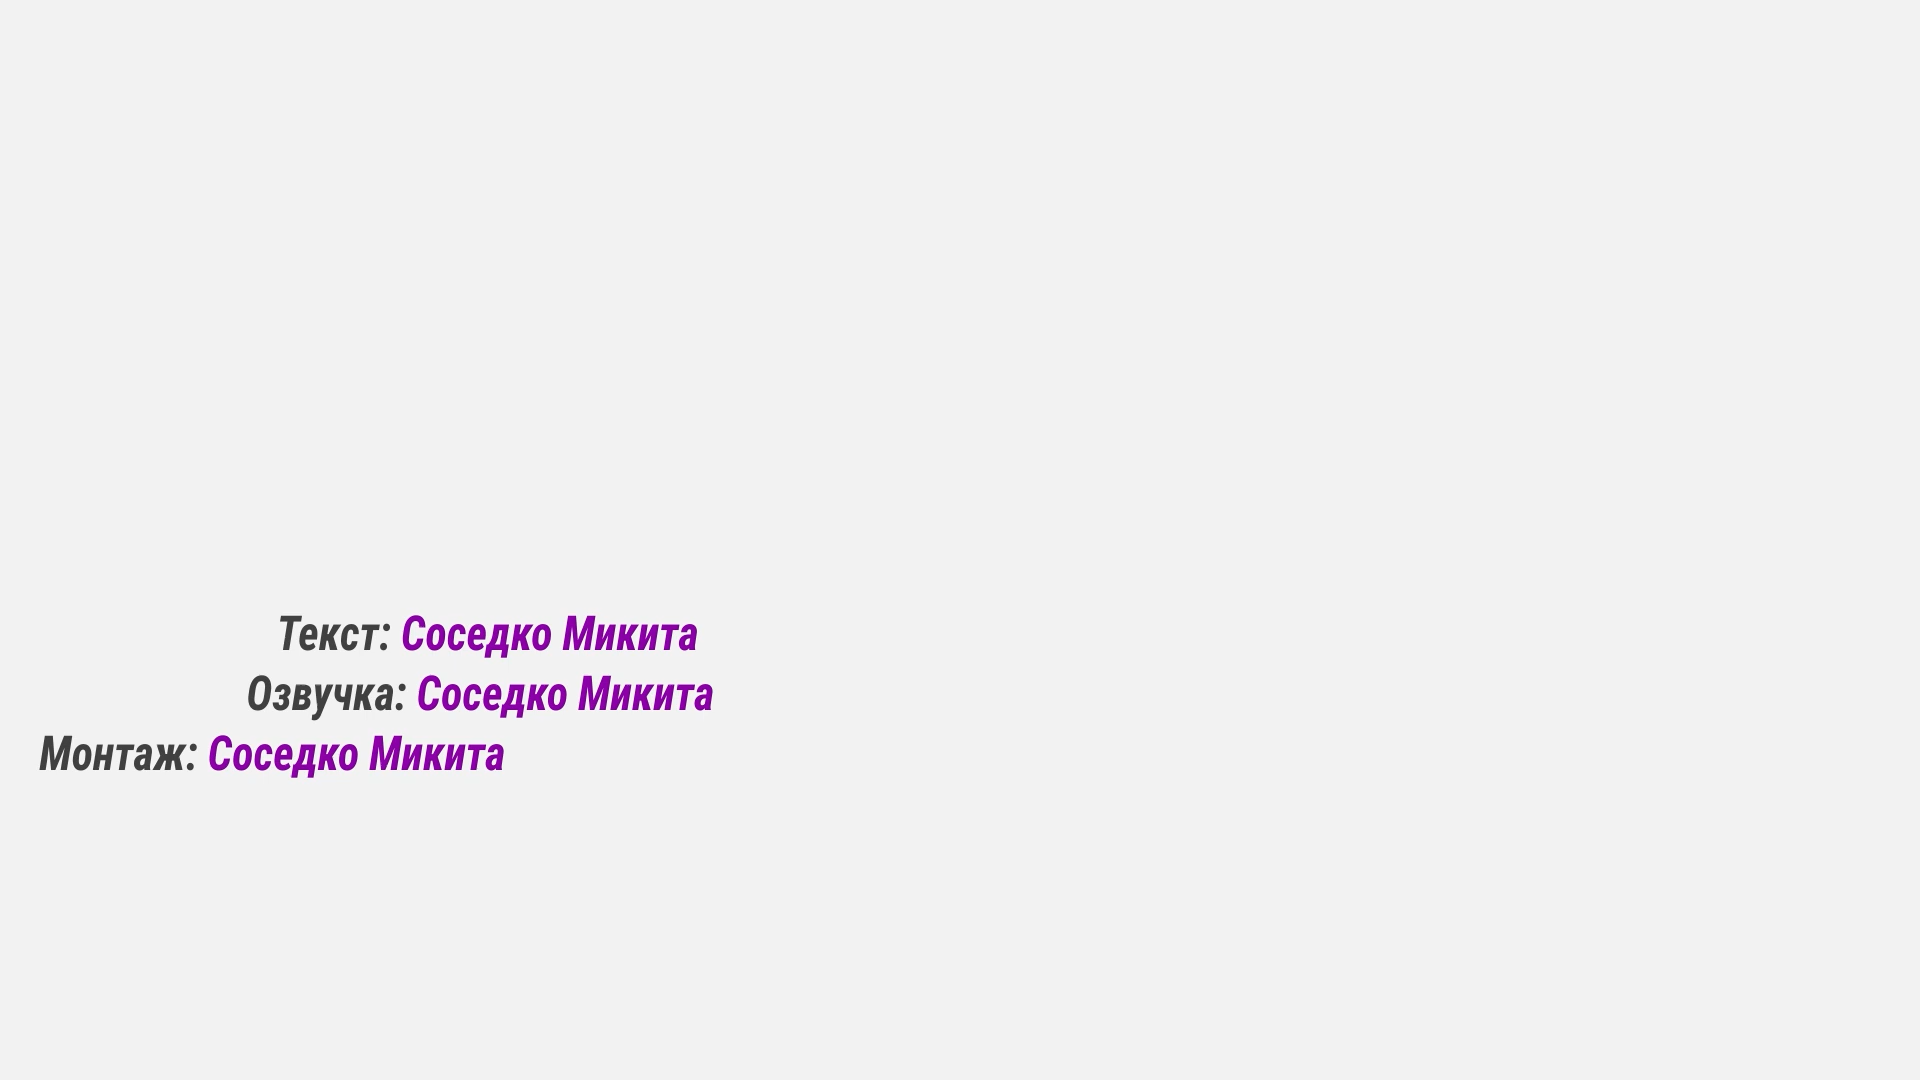 Текст: Соседко Микита
Озвучка: Соседко Микита
Монтаж: Соседко Микита